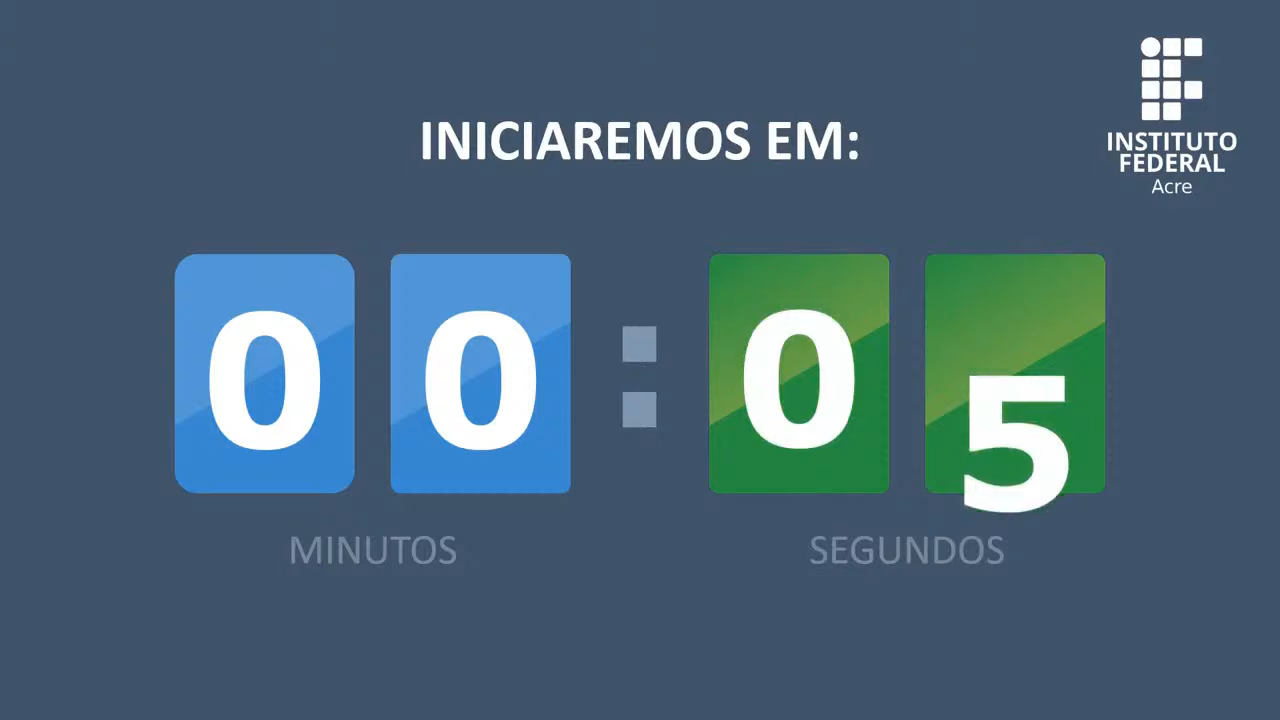 INSTITUTO
FEDERAL
Acre
INICIAREMOS EM:
00:05
MINUTOS
SEGUNDOS